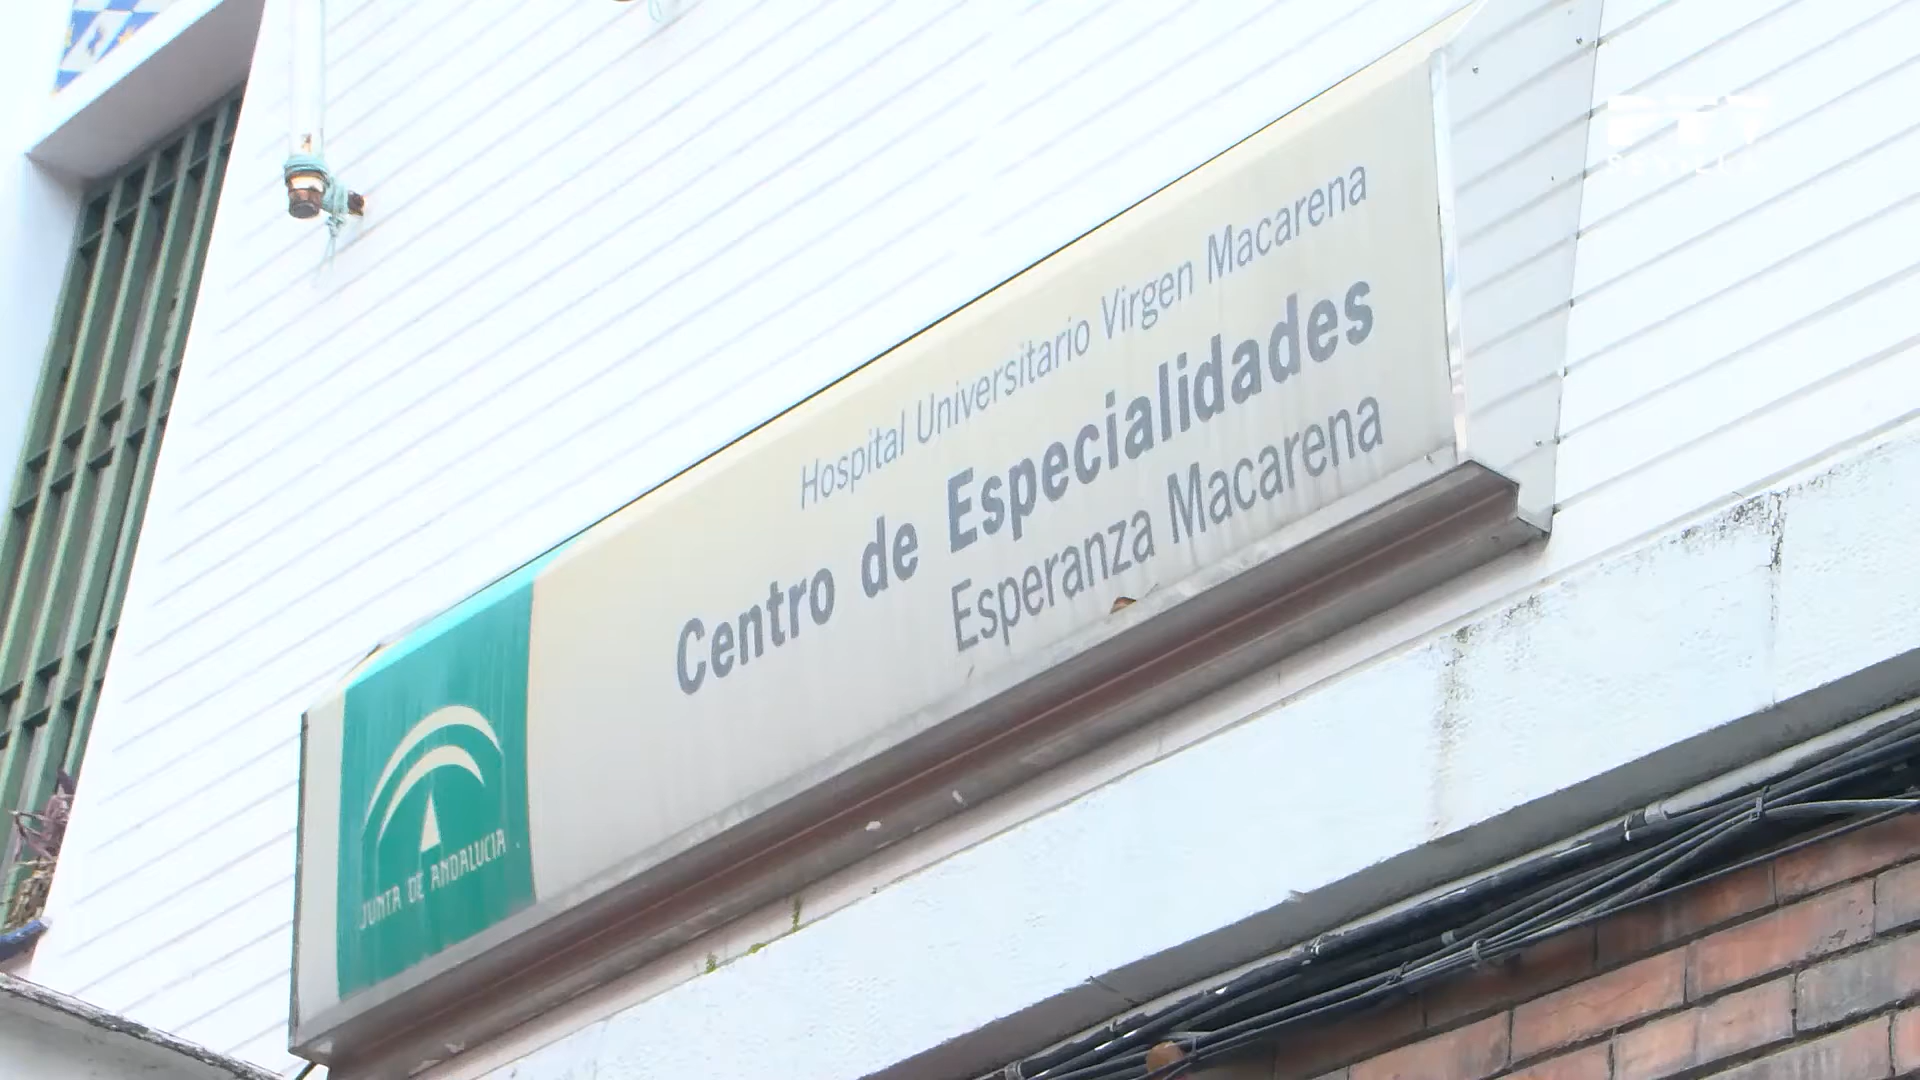 Hospital Universitario Virgen Macarena
Centro de Especialidades
Esperanza Macarena
JUNTA DE ANDALUCIA